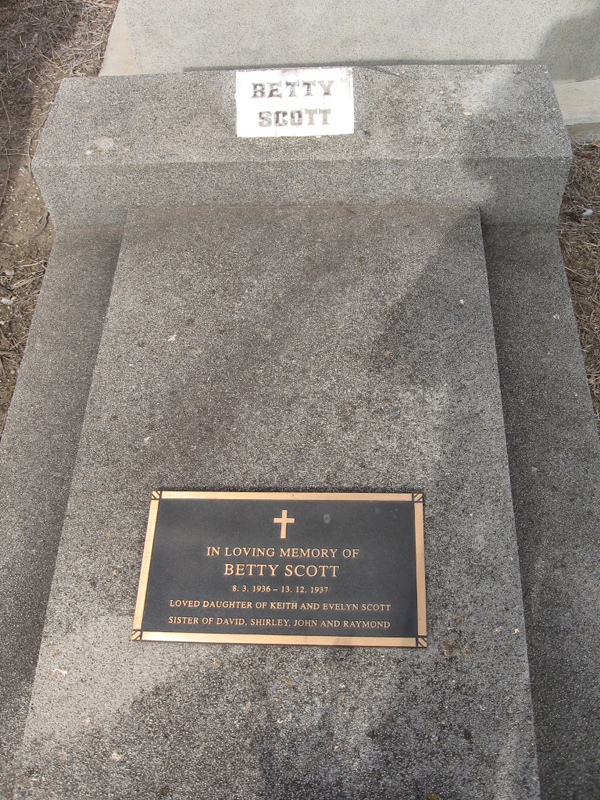 BETTY
SCOTT
IN LOVING MEMORY OF
BETTY SCOTT
8. 3. 1936 – 13. 12. 1937
LOVED DAUGHTER OF KEITH AND EVELYN SCOTT
SISTER OF DAVID, SHIRLEY, JOHN AND RAYMOND